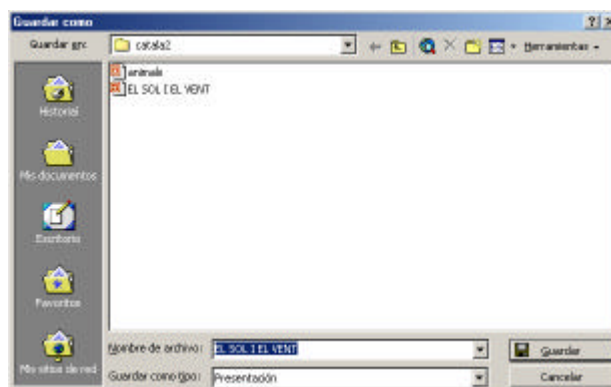 Guardar como
Guardar en:
catala2
Herramientas
animals
EL SOL I EL VENT
Historial
Mis documentos
Escritorio
Favoritos
Mis sitios de red
Nombre de archivo:
EL SOL I EL VENT
Guardar
Guardar como tipo:
Presentación
Cancelar